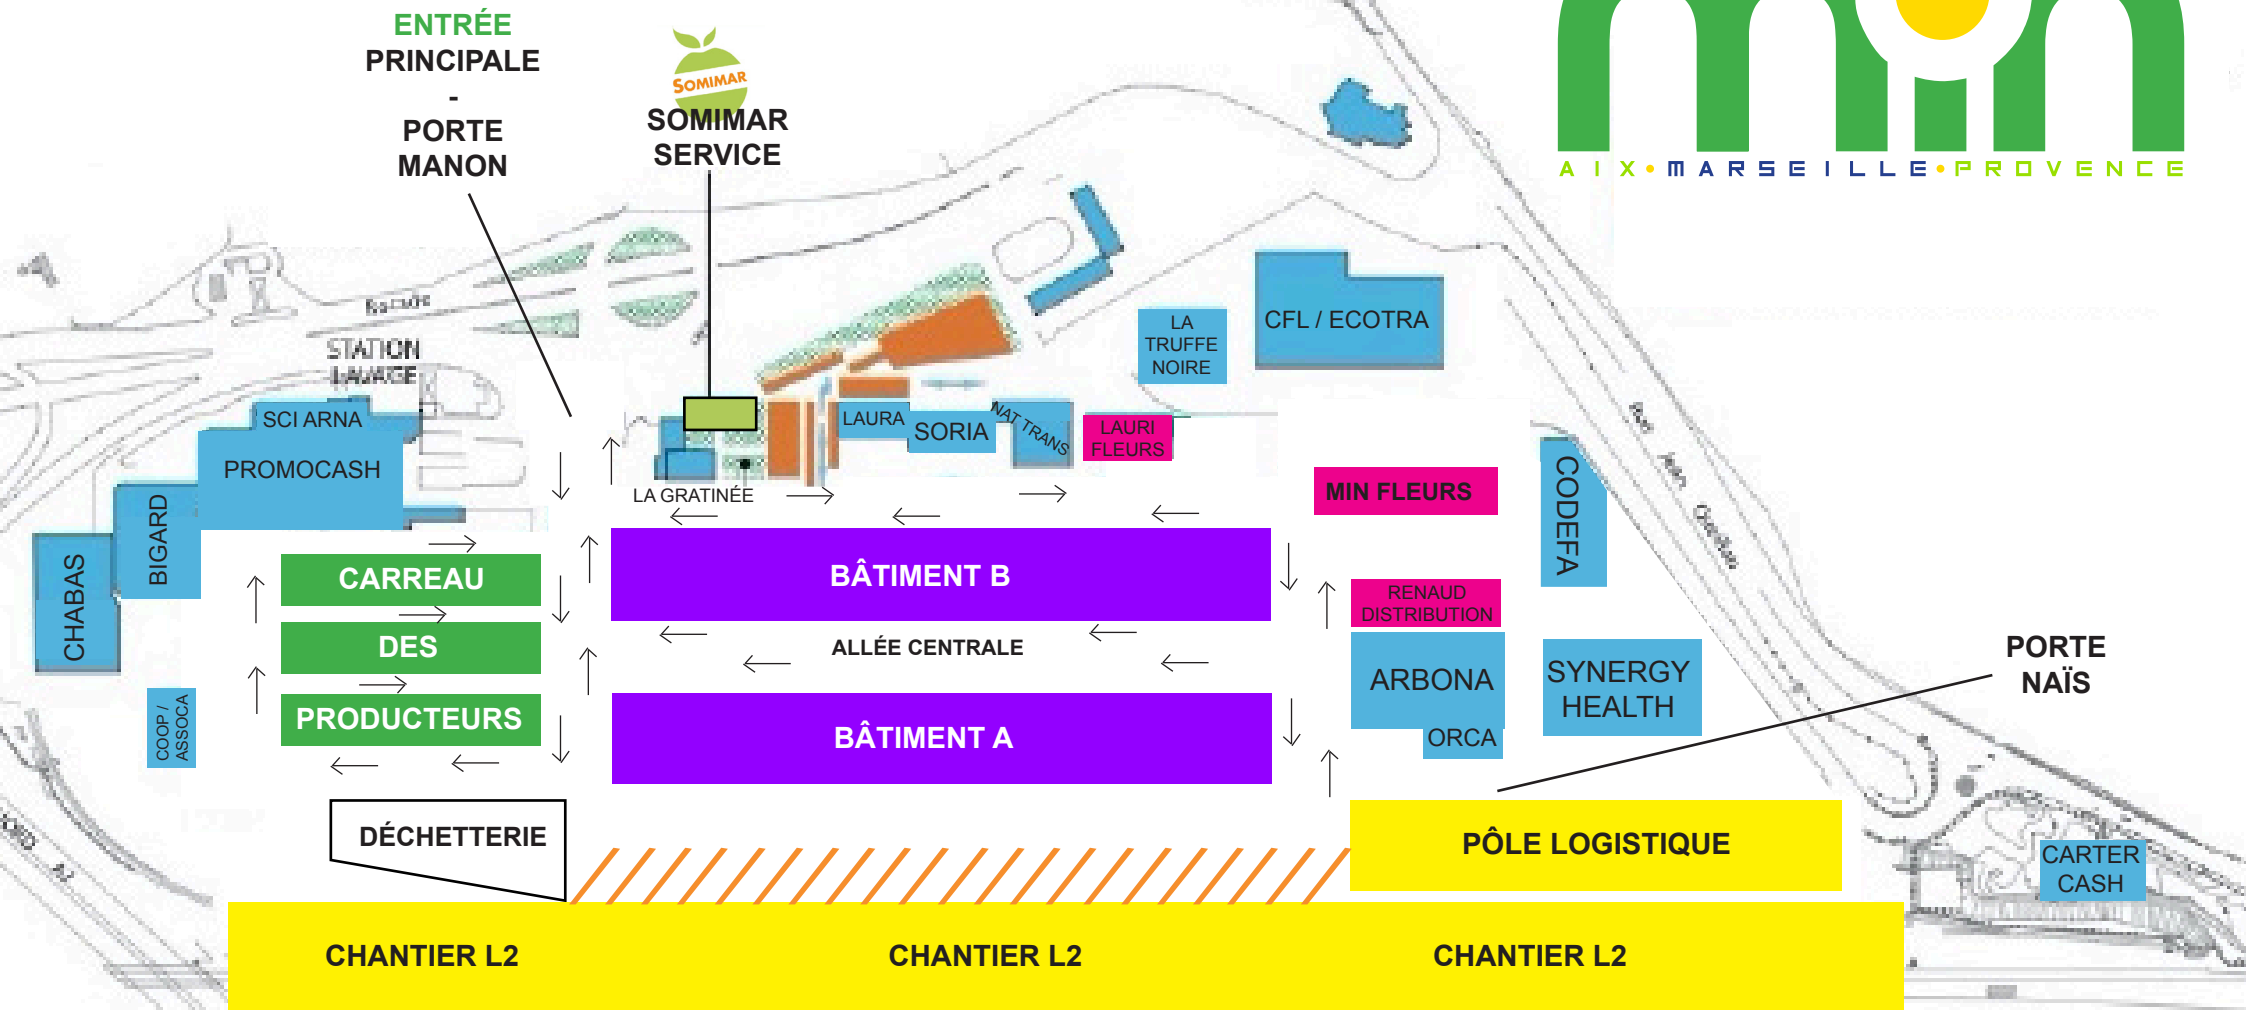 ENTRÉE
PRINCIPALE
-
PORTE
MANON
SOMIMAR
SOMIMAR
SERVICE
min
AIX•MARSEILLE•PROVENCE
STATION
LAVAGE
SCI ARNA
PROMOCASH
BIGARD
CHABAS
COOP /
ASSOCA
LA GRATINÉE
LAURA
SORIA
NAT TRANS
LAURI
FLEURS
LA
TRUFFE
NOIRE
CFL / ECOTRA
MIN FLEURS
CODEFA
CARREAU
DES
PRODUCTEURS
BÂTIMENT B
ALLÉE CENTRALE
BÂTIMENT A
RENAUD
DISTRIBUTION
ARBONA
ORCA
SYNERGY
HEALTH
PORTE
NAÏS
DÉCHETTERIE
PÔLE LOGISTIQUE
CARTER
CASH
CHANTIER L2
CHANTIER L2
CHANTIER L2